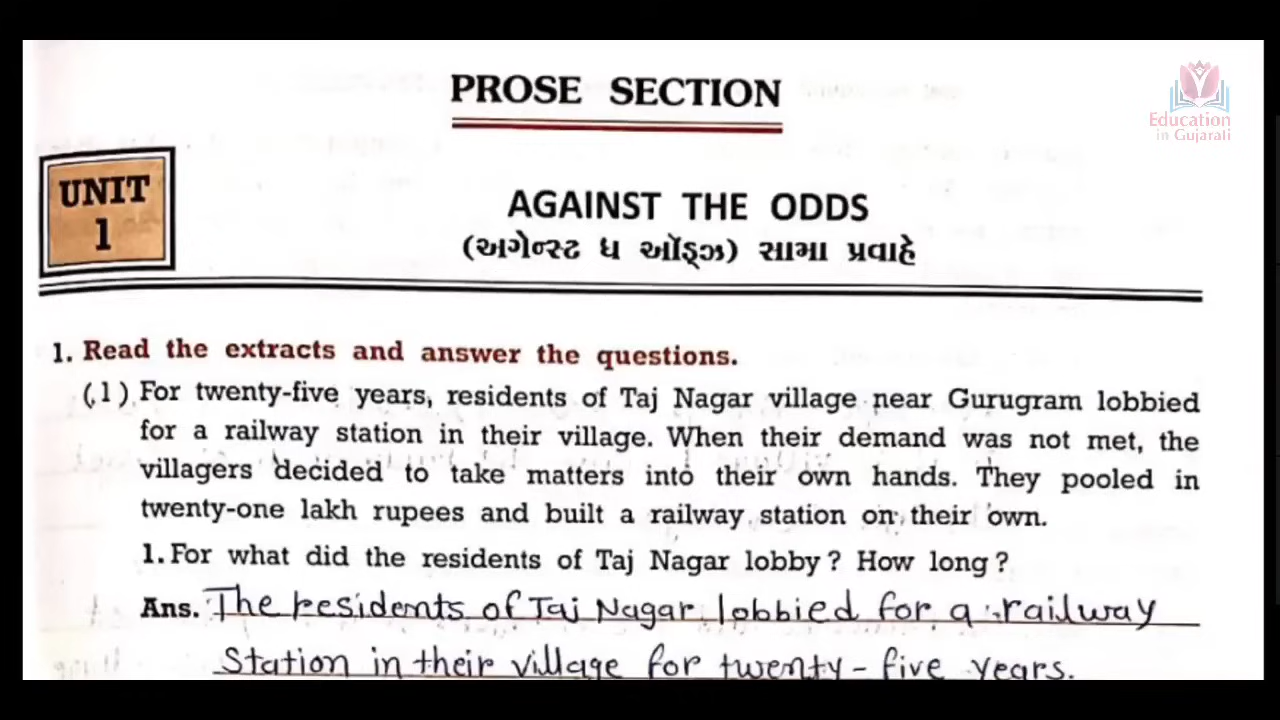 PROSE SECTION
Education
in Gujarali
UNIT
1
AGAINST THE ODDS
(અગેન્સ્ટ ધ ઑડ્ઝ) સામા પ્રવાહે
1. Read the extracts and answer the questions.
(1) For twenty-five years, residents of Taj Nagar village near Gurugram lobbied
for a railway station in their village. When their demand was not met, the
villagers decided to take matters into their own hands. They pooled in
twenty-one lakh rupees and built a railway station on their own.
1. For what did the residents of Taj Nagar lobby? How long?
Ans. The residents of Taj Nagar lobbied for a railway
Station in their village for twenty-five years.